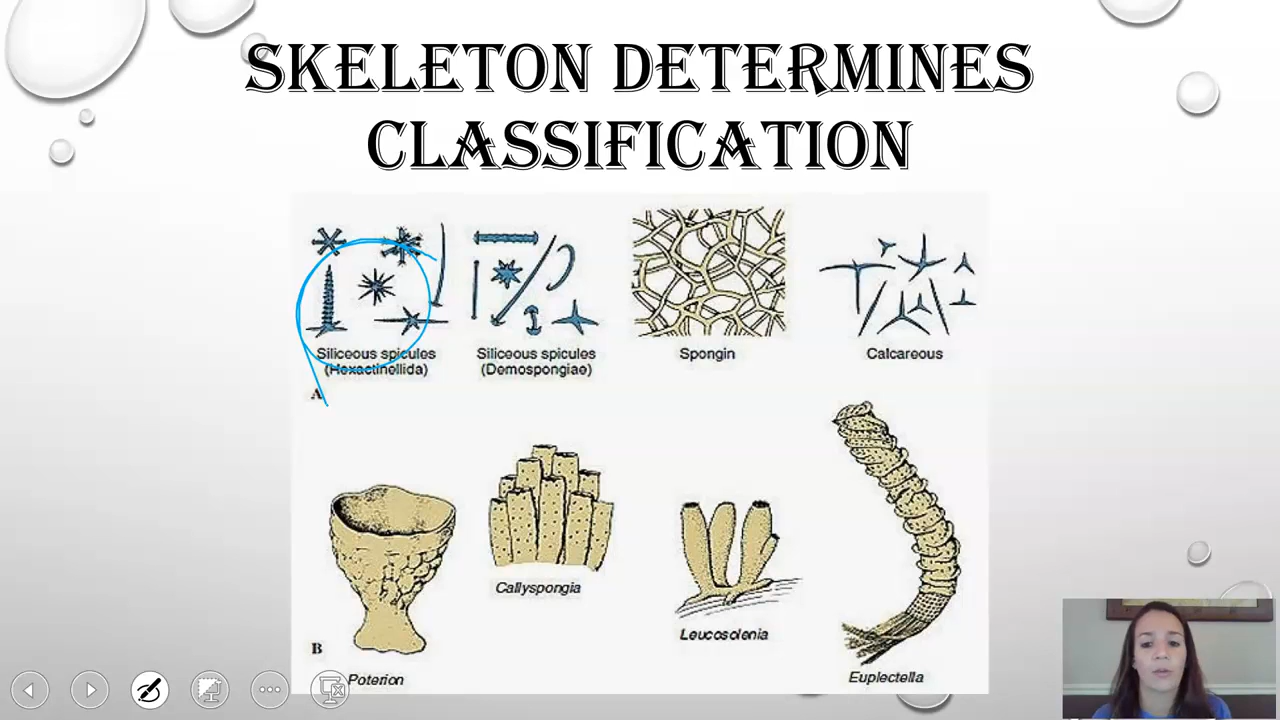 SKELETON DETERMINES
CLASSIFICATION
Siliceous spicules
(Hexactinellida)
Siliceous spicules
(Demospongiae)
Spongin
Calcareous
A
Callyspongia
Leucosolenia
B
Poterion
Euplectella